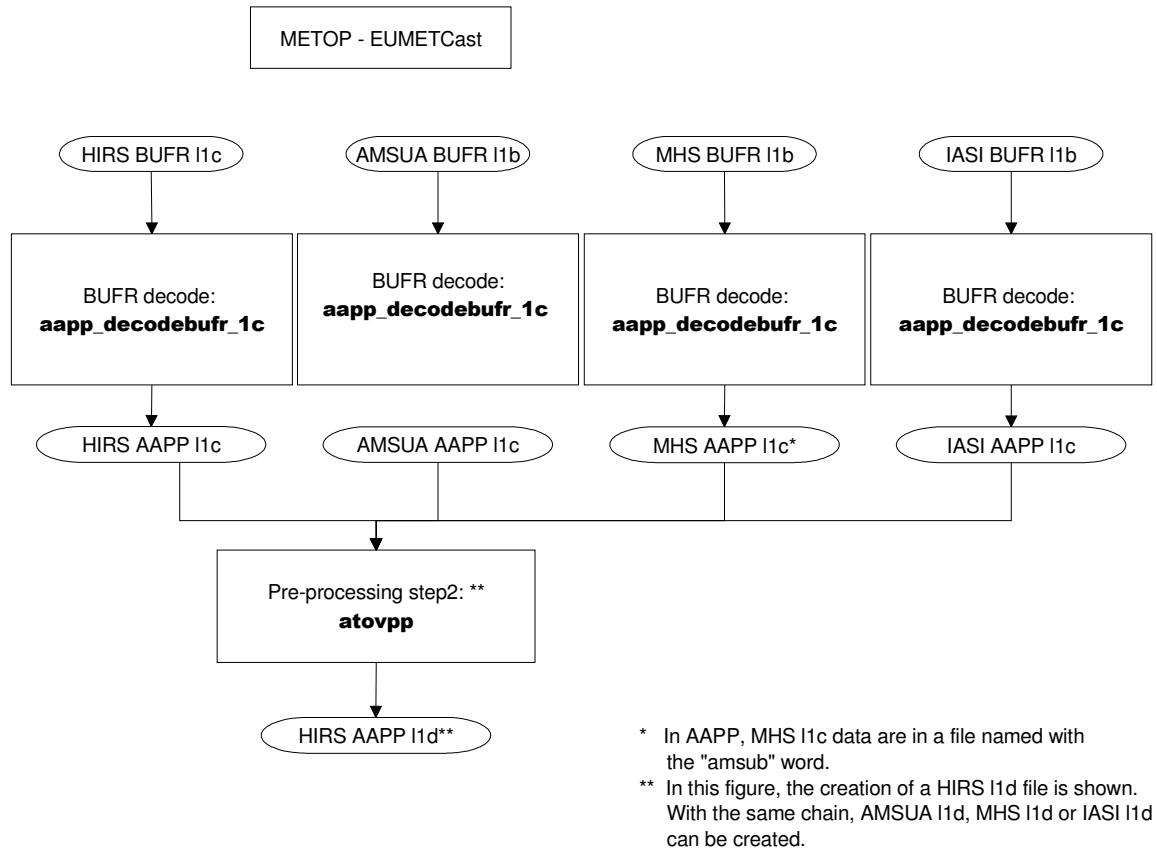 METOP - EUMETCast
HIRS BUFR l1c
AMSUA BUFR l1b
MHS BUFR l1b
IASI BUFR l1b
BUFR decode:
aapp_decodebufr_1c
BUFR decode:
aapp_decodebufr_1c
BUFR decode:
aapp_decodebufr_1c
BUFR decode:
aapp_decodebufr_1c
HIRS AAPP l1c
AMSUA AAPP l1c
MHS AAPP l1c*
IASI AAPP l1c
Pre-processing step2: **
atovpp
HIRS AAPP l1d**
* In AAPP, MHS l1c data are in a file named with
the "amsub" word.
** In this figure, the creation of a HIRS l1d file is shown.
With the same chain, AMSUA l1d, MHS l1d or IASI l1d
can be created.